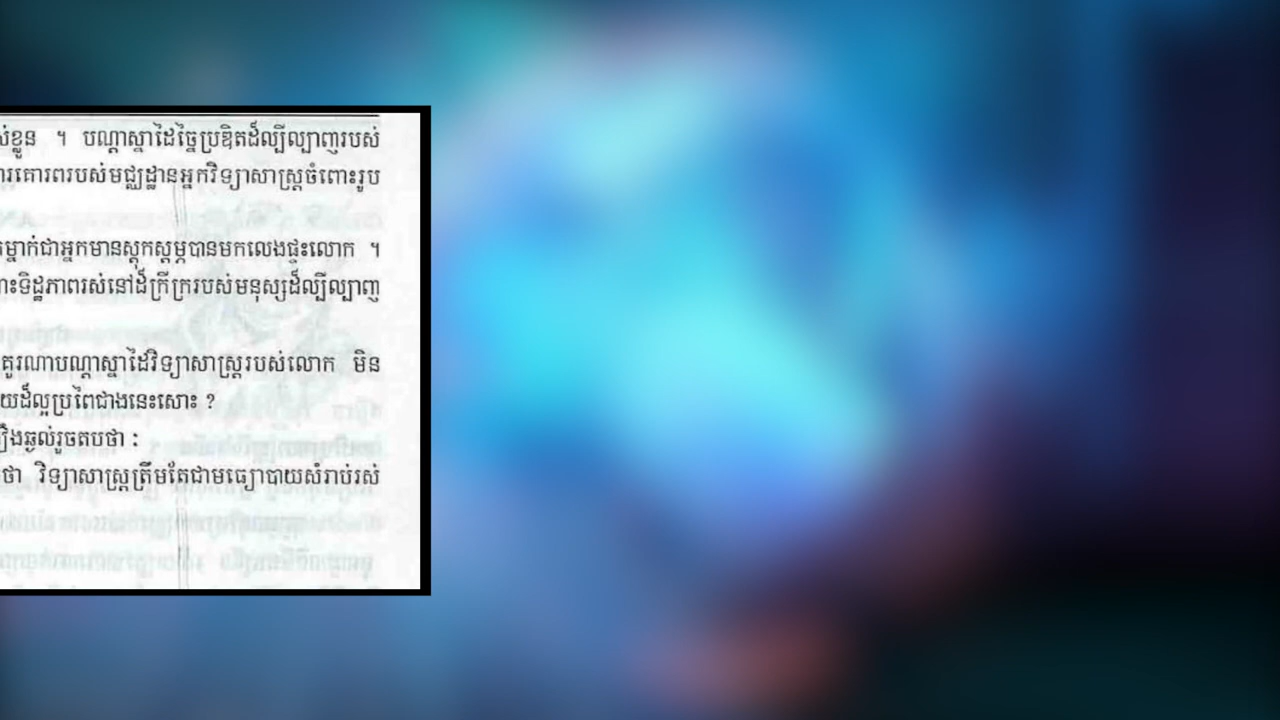 ខ្លួន ។ បណ្ដាស្នាដៃច្នៃប្រឌិតដ៏ល្បីល្បាញរបស់
គោរពរបស់មជ្ឈដ្ឋានអ្នកវិទ្យាសាស្ត្រចំពោះរូប
ម្នាក់ជាអ្នកមានស្ដុកស្ដម្ភបានមកលេងផ្ទះលោក ។
ទិដ្ឋភាពរស់នៅដ៏ក្រីក្ររបស់មនុស្សដ៏ល្បីល្បាញ
គួរណាបណ្ដាស្នាដៃវិទ្យាសាស្ត្ររបស់លោក មិន
ដ៏ល្អប្រពៃជាងនេះសោះ ?
ឆ្ងល់រួចតបថា :
ថា វិទ្យាសាស្ត្រត្រឹមតែជាមធ្យោបាយសំរាប់រស់